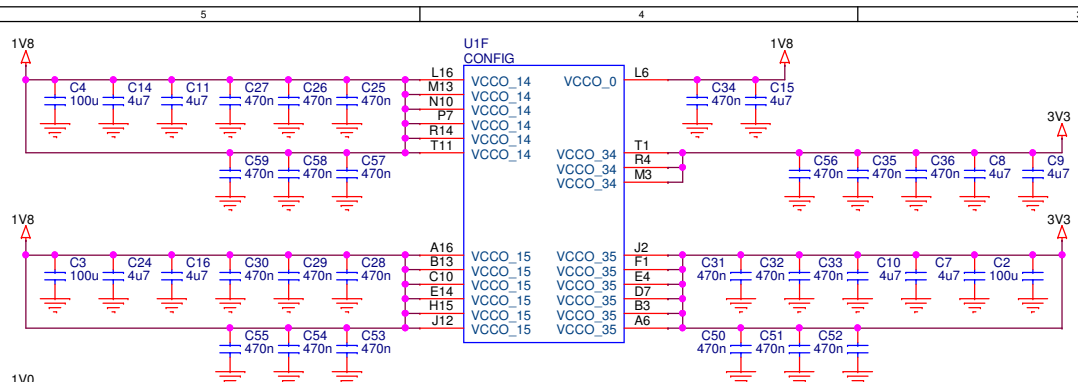 5
4
3
1V8
U1F
CONFIG
1V8
C4
100u
C14
4u7
C11
4u7
C27
470n
C26
470n
C25
470n
L16
M13
N10
P7
R14
T11
VCCO_14
VCCO_14
VCCO_14
VCCO_14
VCCO_14
VCCO_14
VCCO_0
L6
C34
470n
C15
4u7
3V3
C59
470n
C58
470n
C57
470n
VCCO_34
VCCO_34
VCCO_34
T1
R4
M3
C56
470n
C35
470n
C36
470n
C8
4u7
C9
4u7
1V8
3V3
C3
100u
C24
4u7
C16
4u7
C30
470n
C29
470n
C28
470n
A16
B13
C10
E14
H15
J12
VCCO_15
VCCO_15
VCCO_15
VCCO_15
VCCO_15
VCCO_15
VCCO_35
VCCO_35
VCCO_35
VCCO_35
VCCO_35
VCCO_35
J2
F1
E4
D7
B3
A6
C31
470n
C32
470n
C33
470n
C10
4u7
C7
4u7
C2
100u
C55
470n
C54
470n
C53
470n
C50
470n
C51
470n
C52
470n
1V0